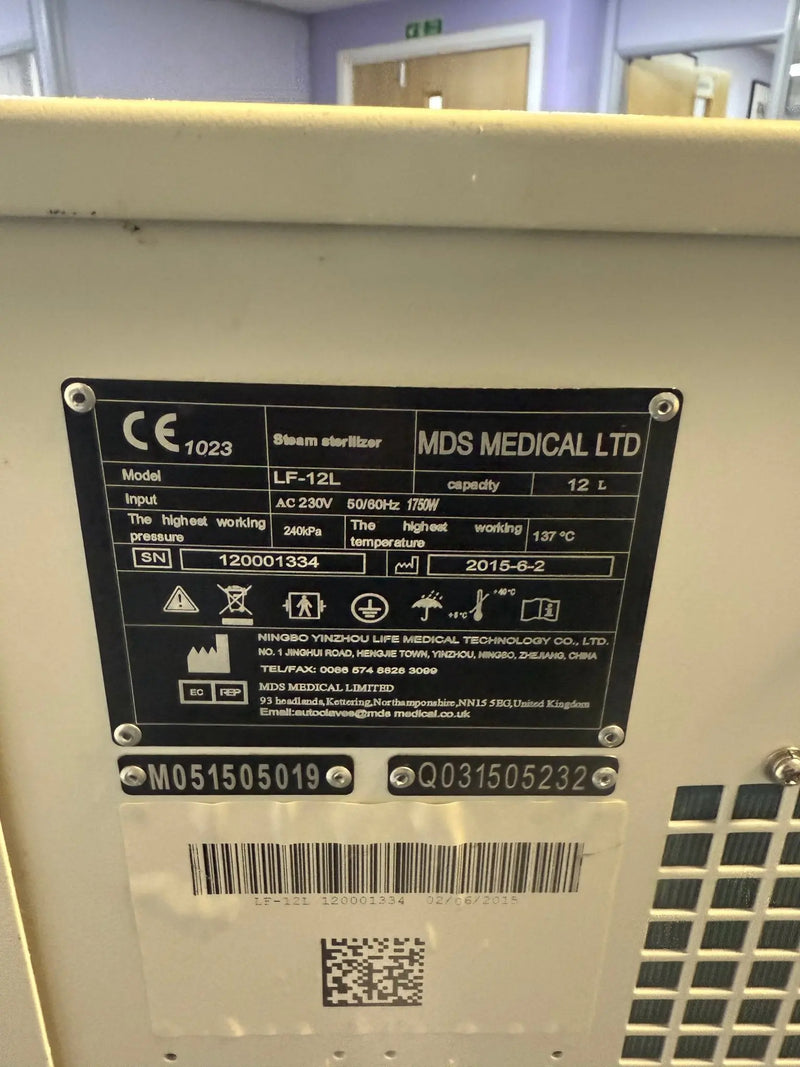 CE 1023 Steam sterilizer MDS MEDICAL LTD
Model LF-12L capacity 12 L
Input AC 230V 50/60Hz 1750W
The highest working pressure 240kPa The highest working temperature 137 °C
SN 120001334 2015-6-2
+5°C +40°C
NINGBO YINZHOU LIFE MEDICAL TECHNOLOGY CO., LTD.
NO. 1 JINGHUI ROAD, HENGJIE TOWN, YINZHOU, NINGBO, ZHEJIANG, CHINA
TEL/FAX: 0086 574 8828 3099
EC REP MDS MEDICAL LIMITED
93 headlands,Kettering,Northamponshire,NN15 5EG,United Kingdom
Email:autoclaves@mds medical.co.uk
M051505019 Q031505232
LF-12L 120001334 02/06/2015